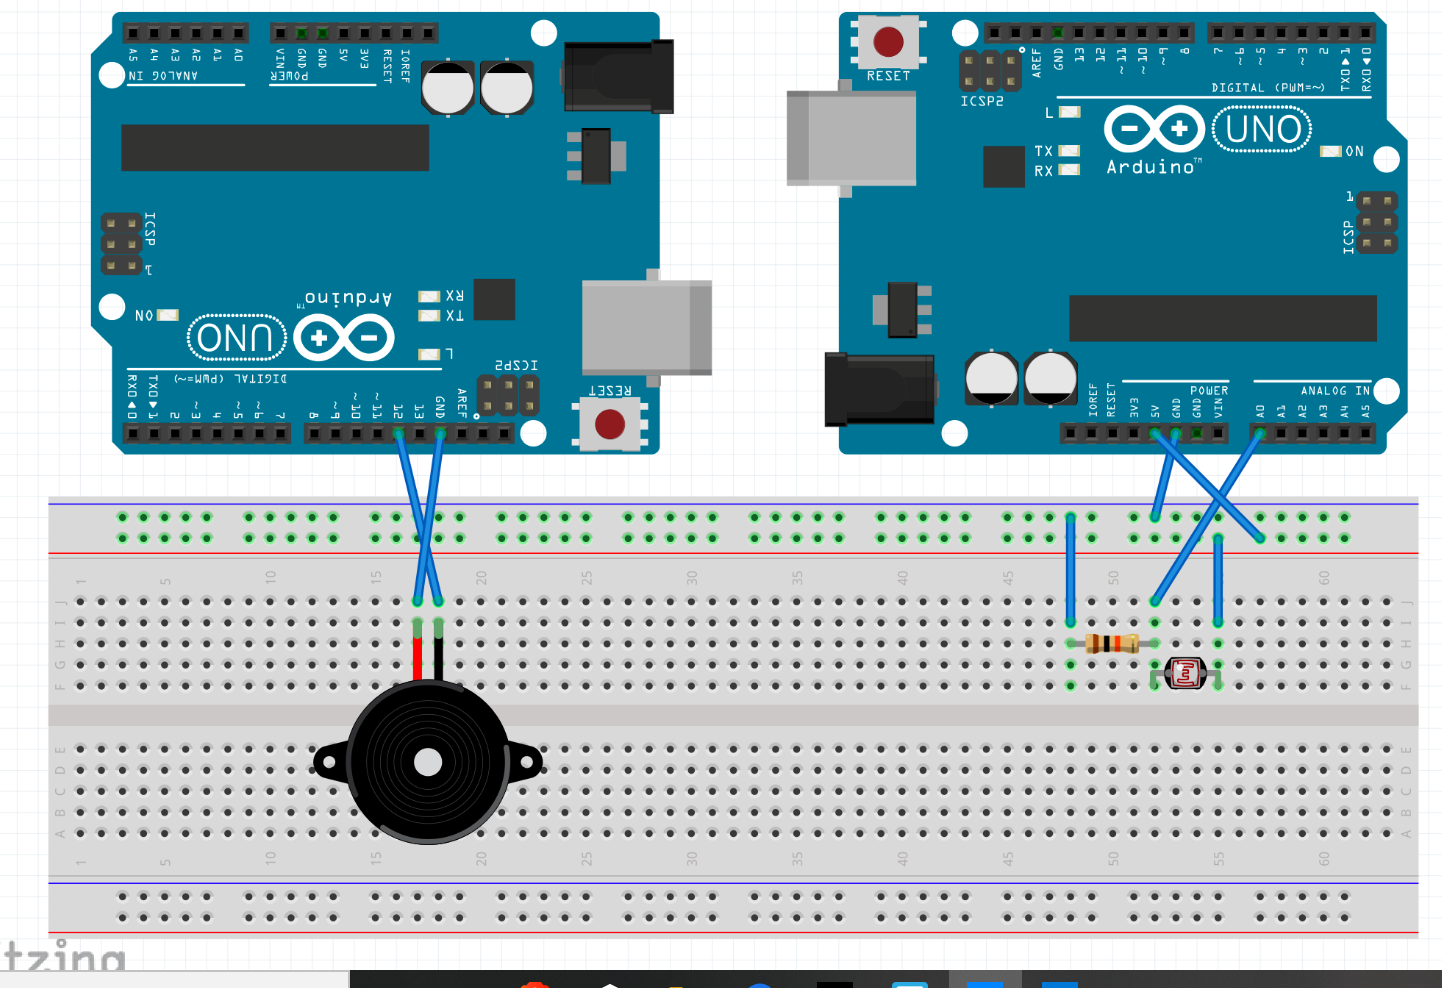 A5 A4 A3 A2 A1 A0 VIN GND GND 5V 3V3 RESET IOREF
ANALOG IN POWER
ICSP
1
Arduino™
UNO
ON
RX
TX
L
ICSP2
RESET
DIGITAL (PWM=~)
RX0◄0 TX0►1 2 ~3 4 ~5 ~6 7 8 ~9 ~10 ~11 12 13 GND AREF
RESET
ICSP2
AREF GND 13 12 ~11 ~10 ~9 8 7 ~6 ~5 4 ~3 2 TX0►1 RX0◄0
DIGITAL (PWM=~)
L
TX
RX
UNO
Arduino™
ON
1
ICSP
POWER ANALOG IN
IOREF RESET 3V3 5V GND GND VIN A0 A1 A2 A3 A4 A5
1 5 10 15 20 25 30 35 40 45 50 55 60
J J
I I
H H
G G
F F
E E
D D
C C
B B
A A
1 5 10 15 20 25 30 35 40 45 50 55 60
tzing